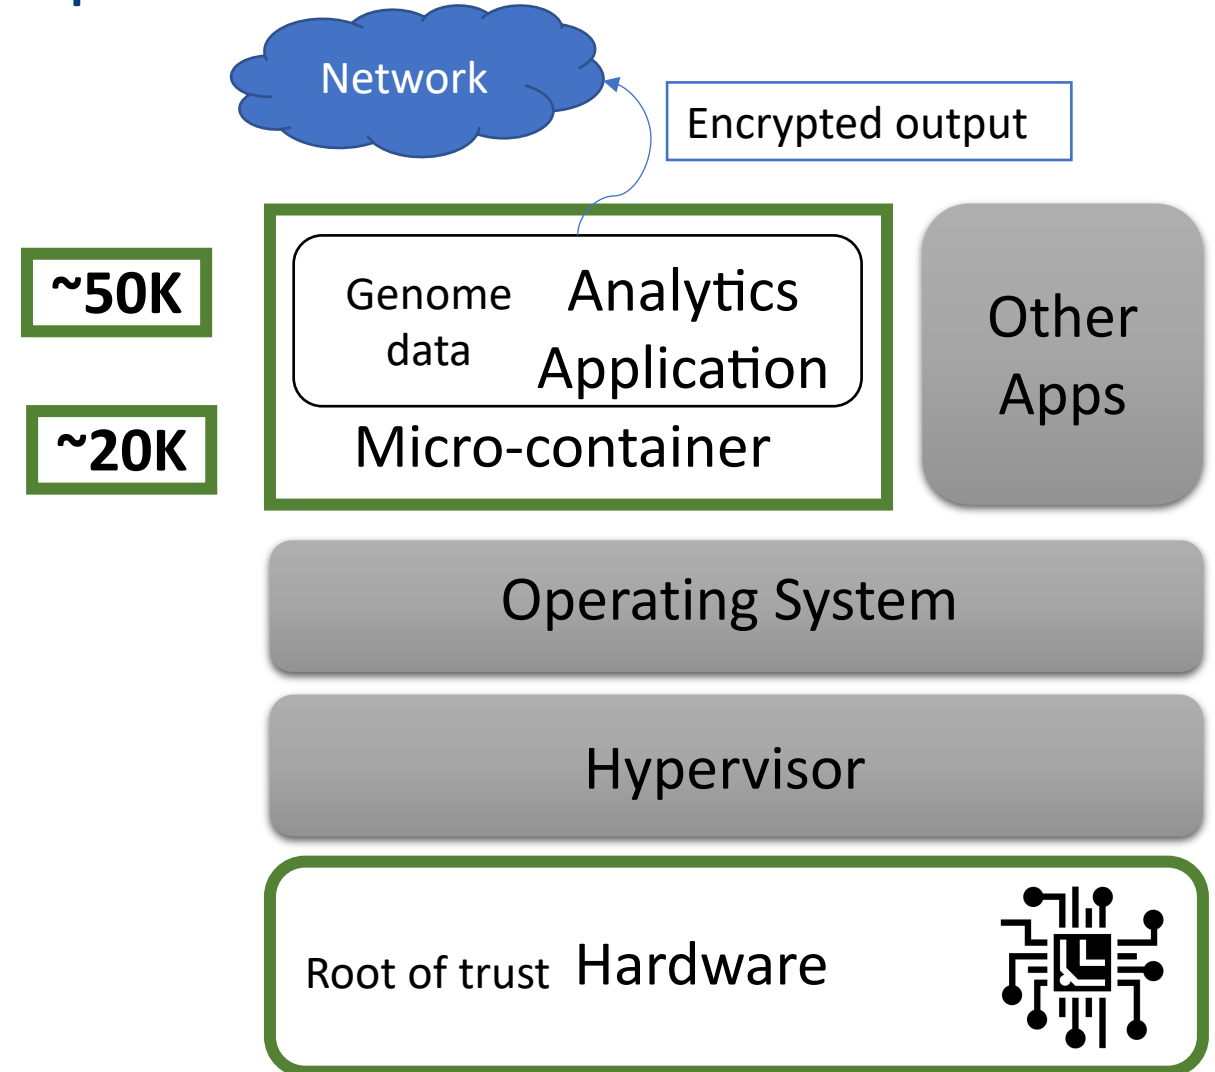 Network
Encrypted output
~50K
Genome
data
Analytics
Application
Other
Apps
~20K
Micro-container
Operating System
Hypervisor
Root of trust Hardware